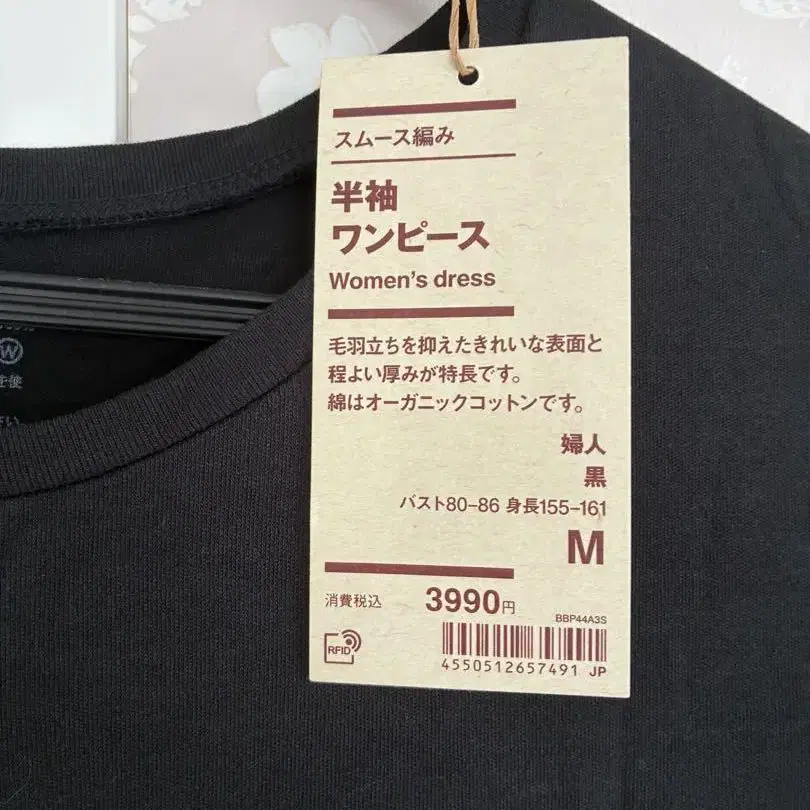 スムース編み
半袖
ワンピース
Women's dress
毛羽立ちを抑えたきれいな表面と
程よい厚みが特長です。
綿はオーガニックコットンです。
婦人
黒
バスト80-86 身長155-161
M
消費税込 3990円
BBP44A3S
RFID
4550512657491 JP
W